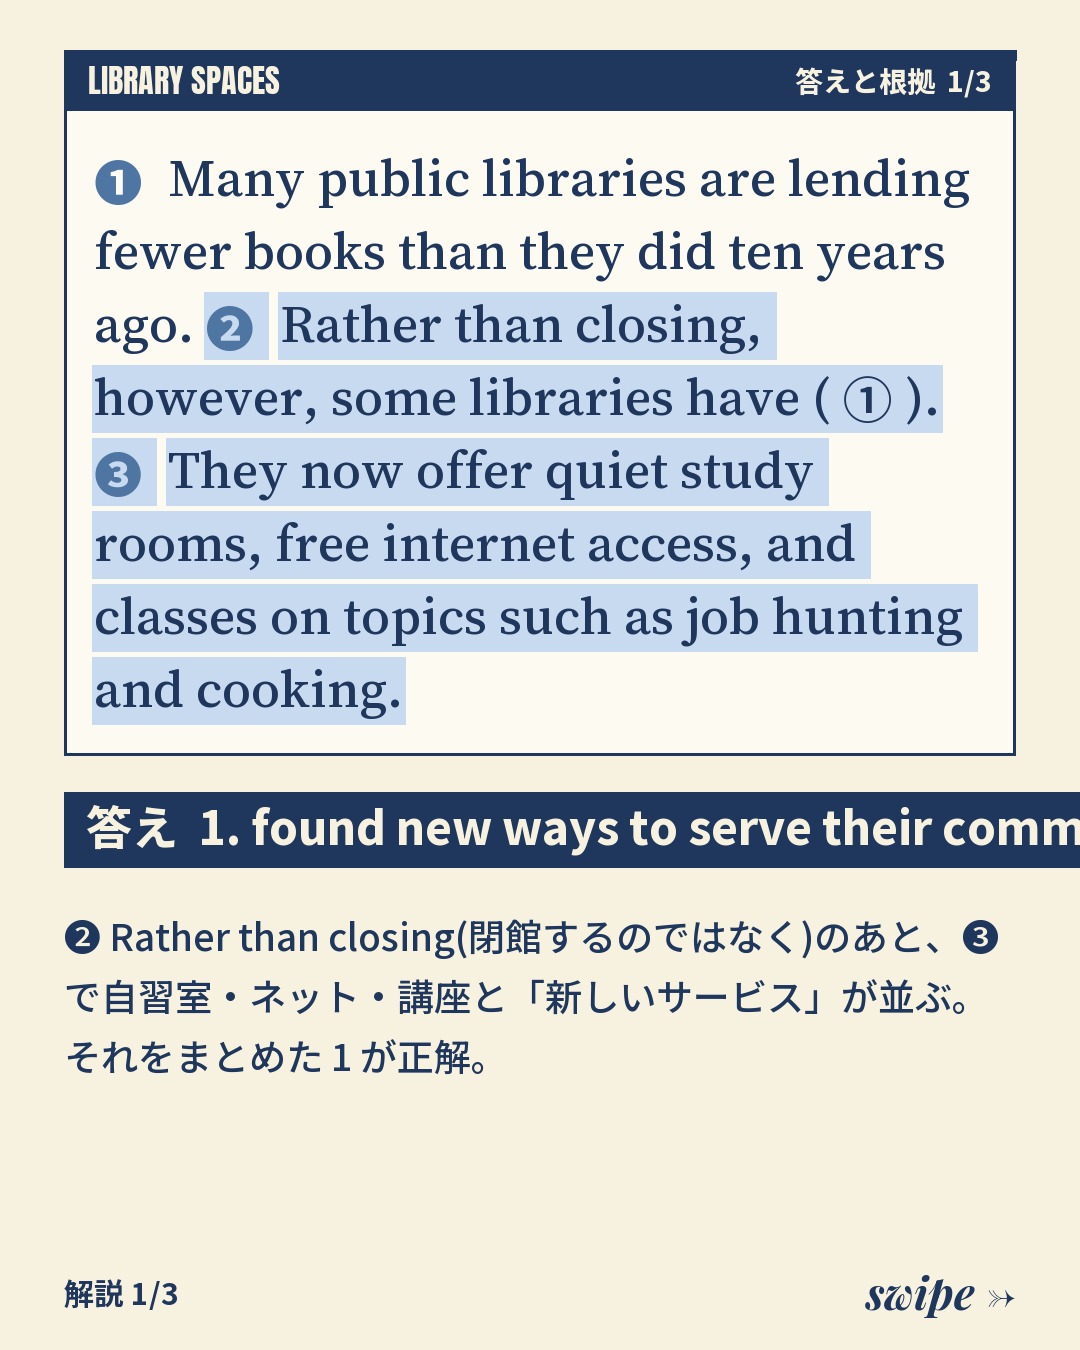 LIBRARY SPACES
答えと根拠 1/3
❶ Many public libraries are lending
fewer books than they did ten years
ago. ❷ Rather than closing,
however, some libraries have ( ① ).
❸ They now offer quiet study
rooms, free internet access, and
classes on topics such as job hunting
and cooking.
答え 1. found new ways to serve their comm
❷ Rather than closing(閉館するのではなく)のあと、❸
で自習室・ネット・講座と「新しいサービス」が並ぶ。
それをまとめた 1 が正解。
解説 1/3
swipe